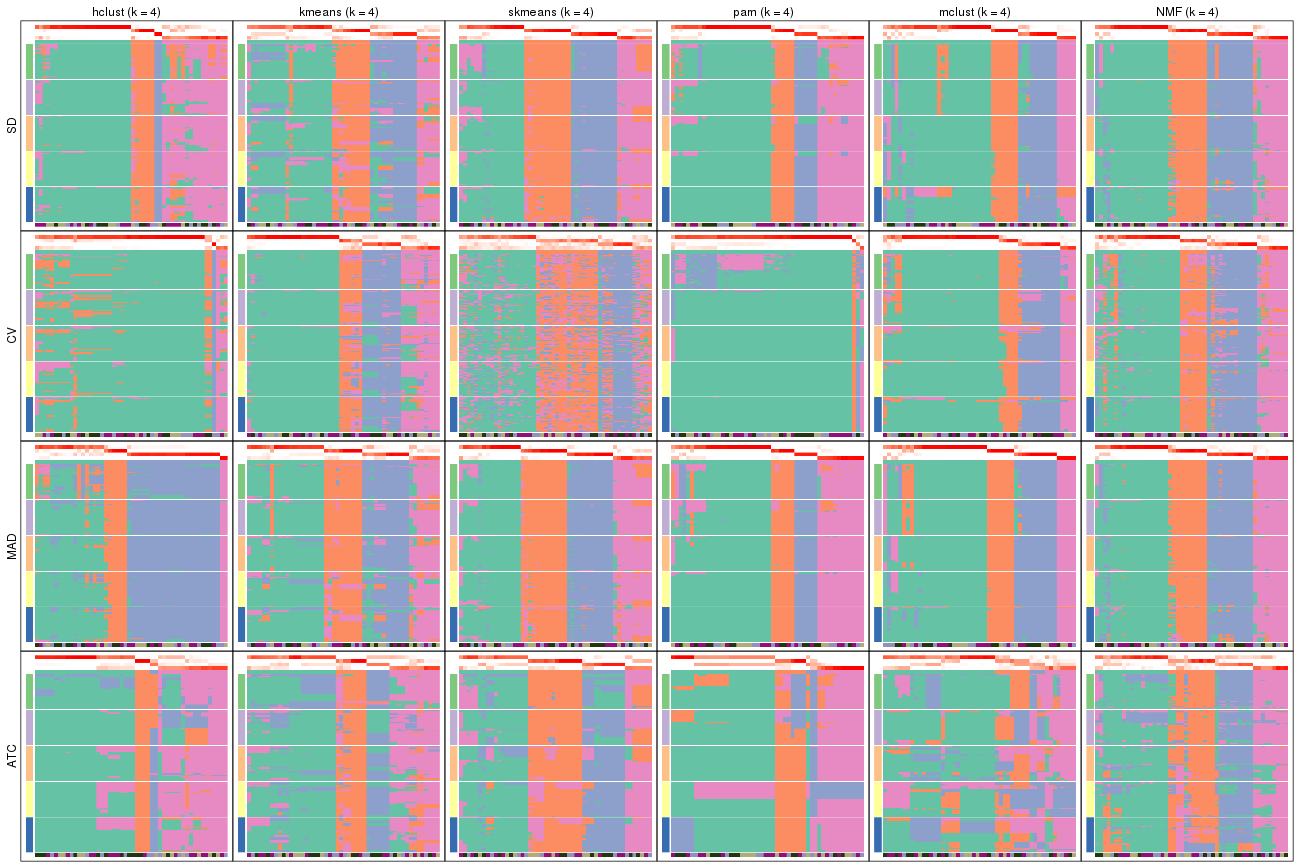 hclust (k = 4)
kmeans (k = 4)
skmeans (k = 4)
pam (k = 4)
mclust (k = 4)
NMF (k = 4)
SD
CV
MAD
ATC